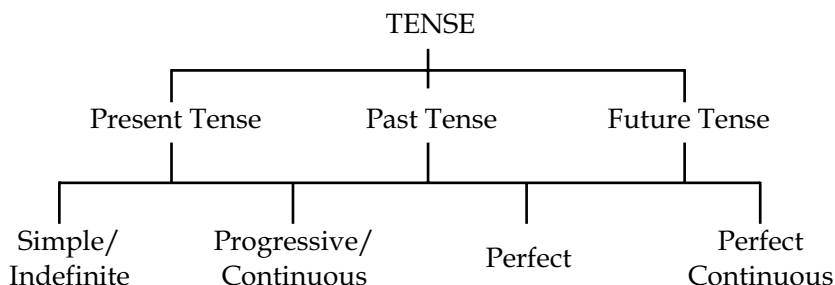 TENSE
Present Tense Past Tense Future Tense
Simple/
Indefinite
Progressive/
Continuous
Perfect
Perfect
Continuous